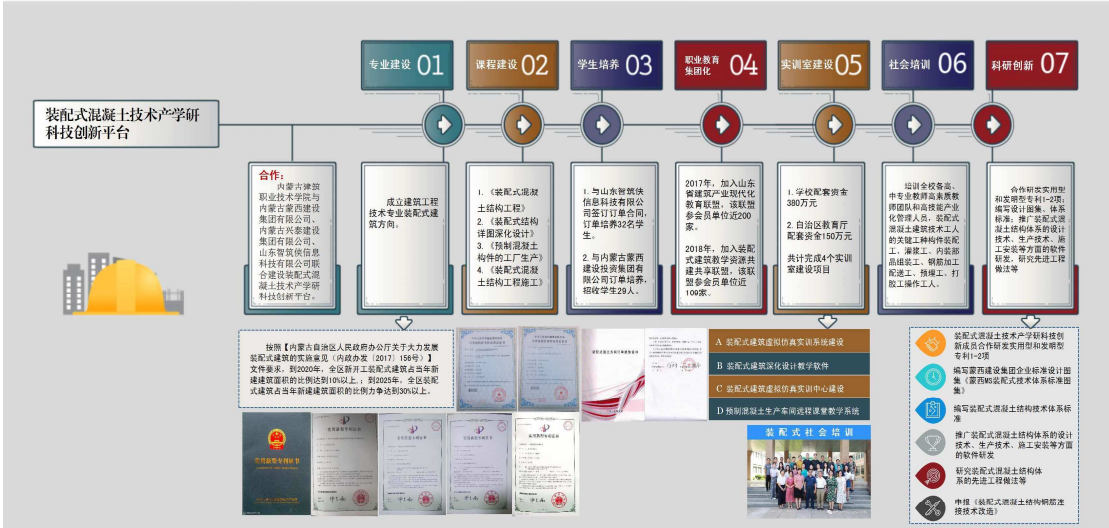 专业建设 01
课程建设 02
学生培养 03
职业教育
集团化 04
实训室建设 05
社会培训 06
科研创新 07
装配式混凝土技术产学研
科技创新平台
合作:
内蒙古建筑
职业技术学院与
内蒙古蒙西建设
集团有限公司、
内蒙古兴泰建设
集团有限公司、
山东智筑侠信息
科技有限公司联
合建设装配式混
凝土技术产学研
科技创新平台。
成立建筑工程
技术专业装配式建
筑方向。
1. 《装配式混凝
土结构工程》
2. 《装配式结构
详图深化设计》
3. 《预制混凝土
构件的工厂生产》
4. 《装配式混凝
土结构工程施工》
1. 与山东智筑侠
信息科技有限公
司签订订单合同,
订单培养32名学
生。
2. 与内蒙古蒙西
建设投资集团有
限公司订单培养,
招收学生29人。
2017年, 加入山东
省建筑产业现代化
教育联盟, 该联
盟参会员单位近200
家。
2018年, 加入装配
式建筑教学资源共
建共享联盟, 该联
盟参会员单位近
109家。
1. 学校配套资金
380万元
2. 自治区教育厅
配套资金150万元
共计完成4个实训
室建设项目
培训全校各高、
中专业教师高素质教
师团队和高技能产业
化管理人员, 装配式
混凝土建筑技术工人
的关键工种构件装配
工、灌浆工、内装部
品组装工、钢筋加工
配送工、预埋工、打
胶工操作工人。
合作研发实用型
和发明型专利1-2项;
编写设计图集、体系
标准; 推广装配式混
凝土结构体系的设计
技术、生产技术、施
工安装等方面的软件
研发, 研究先进工程
做法等
按照【内蒙古自治区人民政府办公厅关于大力发展
装配式建筑的实施意见（内政办发〔2017〕156号)】
文件要求, 到2020年, 全区新开工装配式建筑占当年新
建建筑面积的比例达到10%以上; 到2025年, 全区装配
式建筑占当年新建建筑面积的比例力争达到30%以上。
A 装配式建筑虚拟仿真实训系统建设
B 装配式建筑深化设计教学软件
C 装配式建筑虚拟仿真实训中心建设
D 预制混凝土生产车间远程课堂教学系统
装配式社会培训
实用新型专利证书
装配式混凝土技术产学研科技创
新成员合作研发实用型和发明型
专利1-2项
编写蒙西建设集团企业标准设计图
集《蒙西MS装配式技术体系标准图
集》
编写装配式混凝土结构技术体系标
准
推广装配式混凝土结构体系的设计
技术、生产技术、施工安装等方面
的软件研发
研究装配式混凝土结构体
系的先进工程做法等
申报《装配式混凝土结构钢筋连
接技术改造》